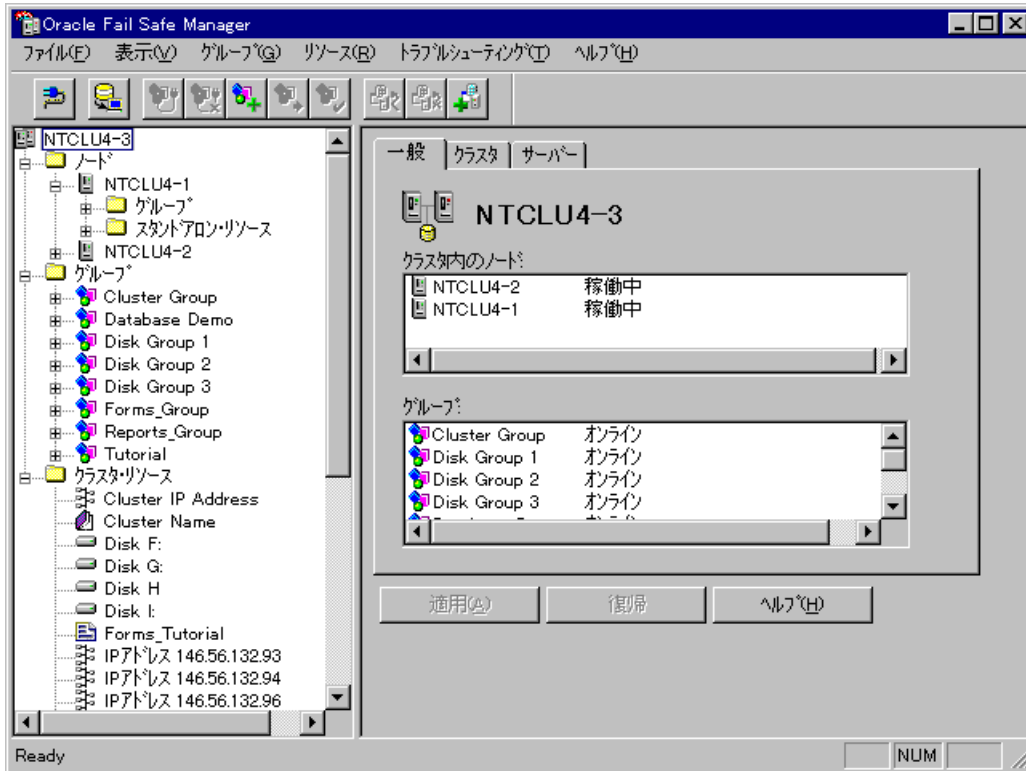 Oracle Fail Safe Manager
ファイル(F) 表示(V) グループ(G) リソース(R) トラブルシューティング(T) ヘルプ(H)
NTCLU4-3
ノード
NTCLU4-1
グループ
スタンドアロン・リソース
NTCLU4-2
グループ
Cluster Group
Database Demo
Disk Group 1
Disk Group 2
Disk Group 3
Forms_Group
Reports_Group
Tutorial
クラスタ・リソース
Cluster IP Address
Cluster Name
Disk F:
Disk G:
Disk H
Disk I:
Forms_Tutorial
IPアドレス 146.56.132.93
IPアドレス 146.56.132.94
IPアドレス 146.56.132.96
一般 クラスタ サーバー
NTCLU4-3
クラスタ内のノード:
NTCLU4-2 稼働中
NTCLU4-1 稼働中
グループ:
Cluster Group オンライン
Disk Group 1 オンライン
Disk Group 2 オンライン
Disk Group 3 オンライン
適用(A) 復帰 ヘルプ(H)
Ready NUM